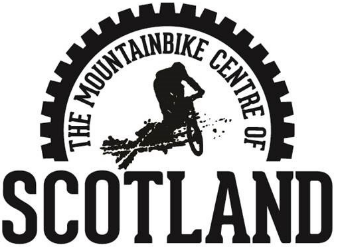 THE MOUNTAINBIKE CENTRE OF
SCOTLAND